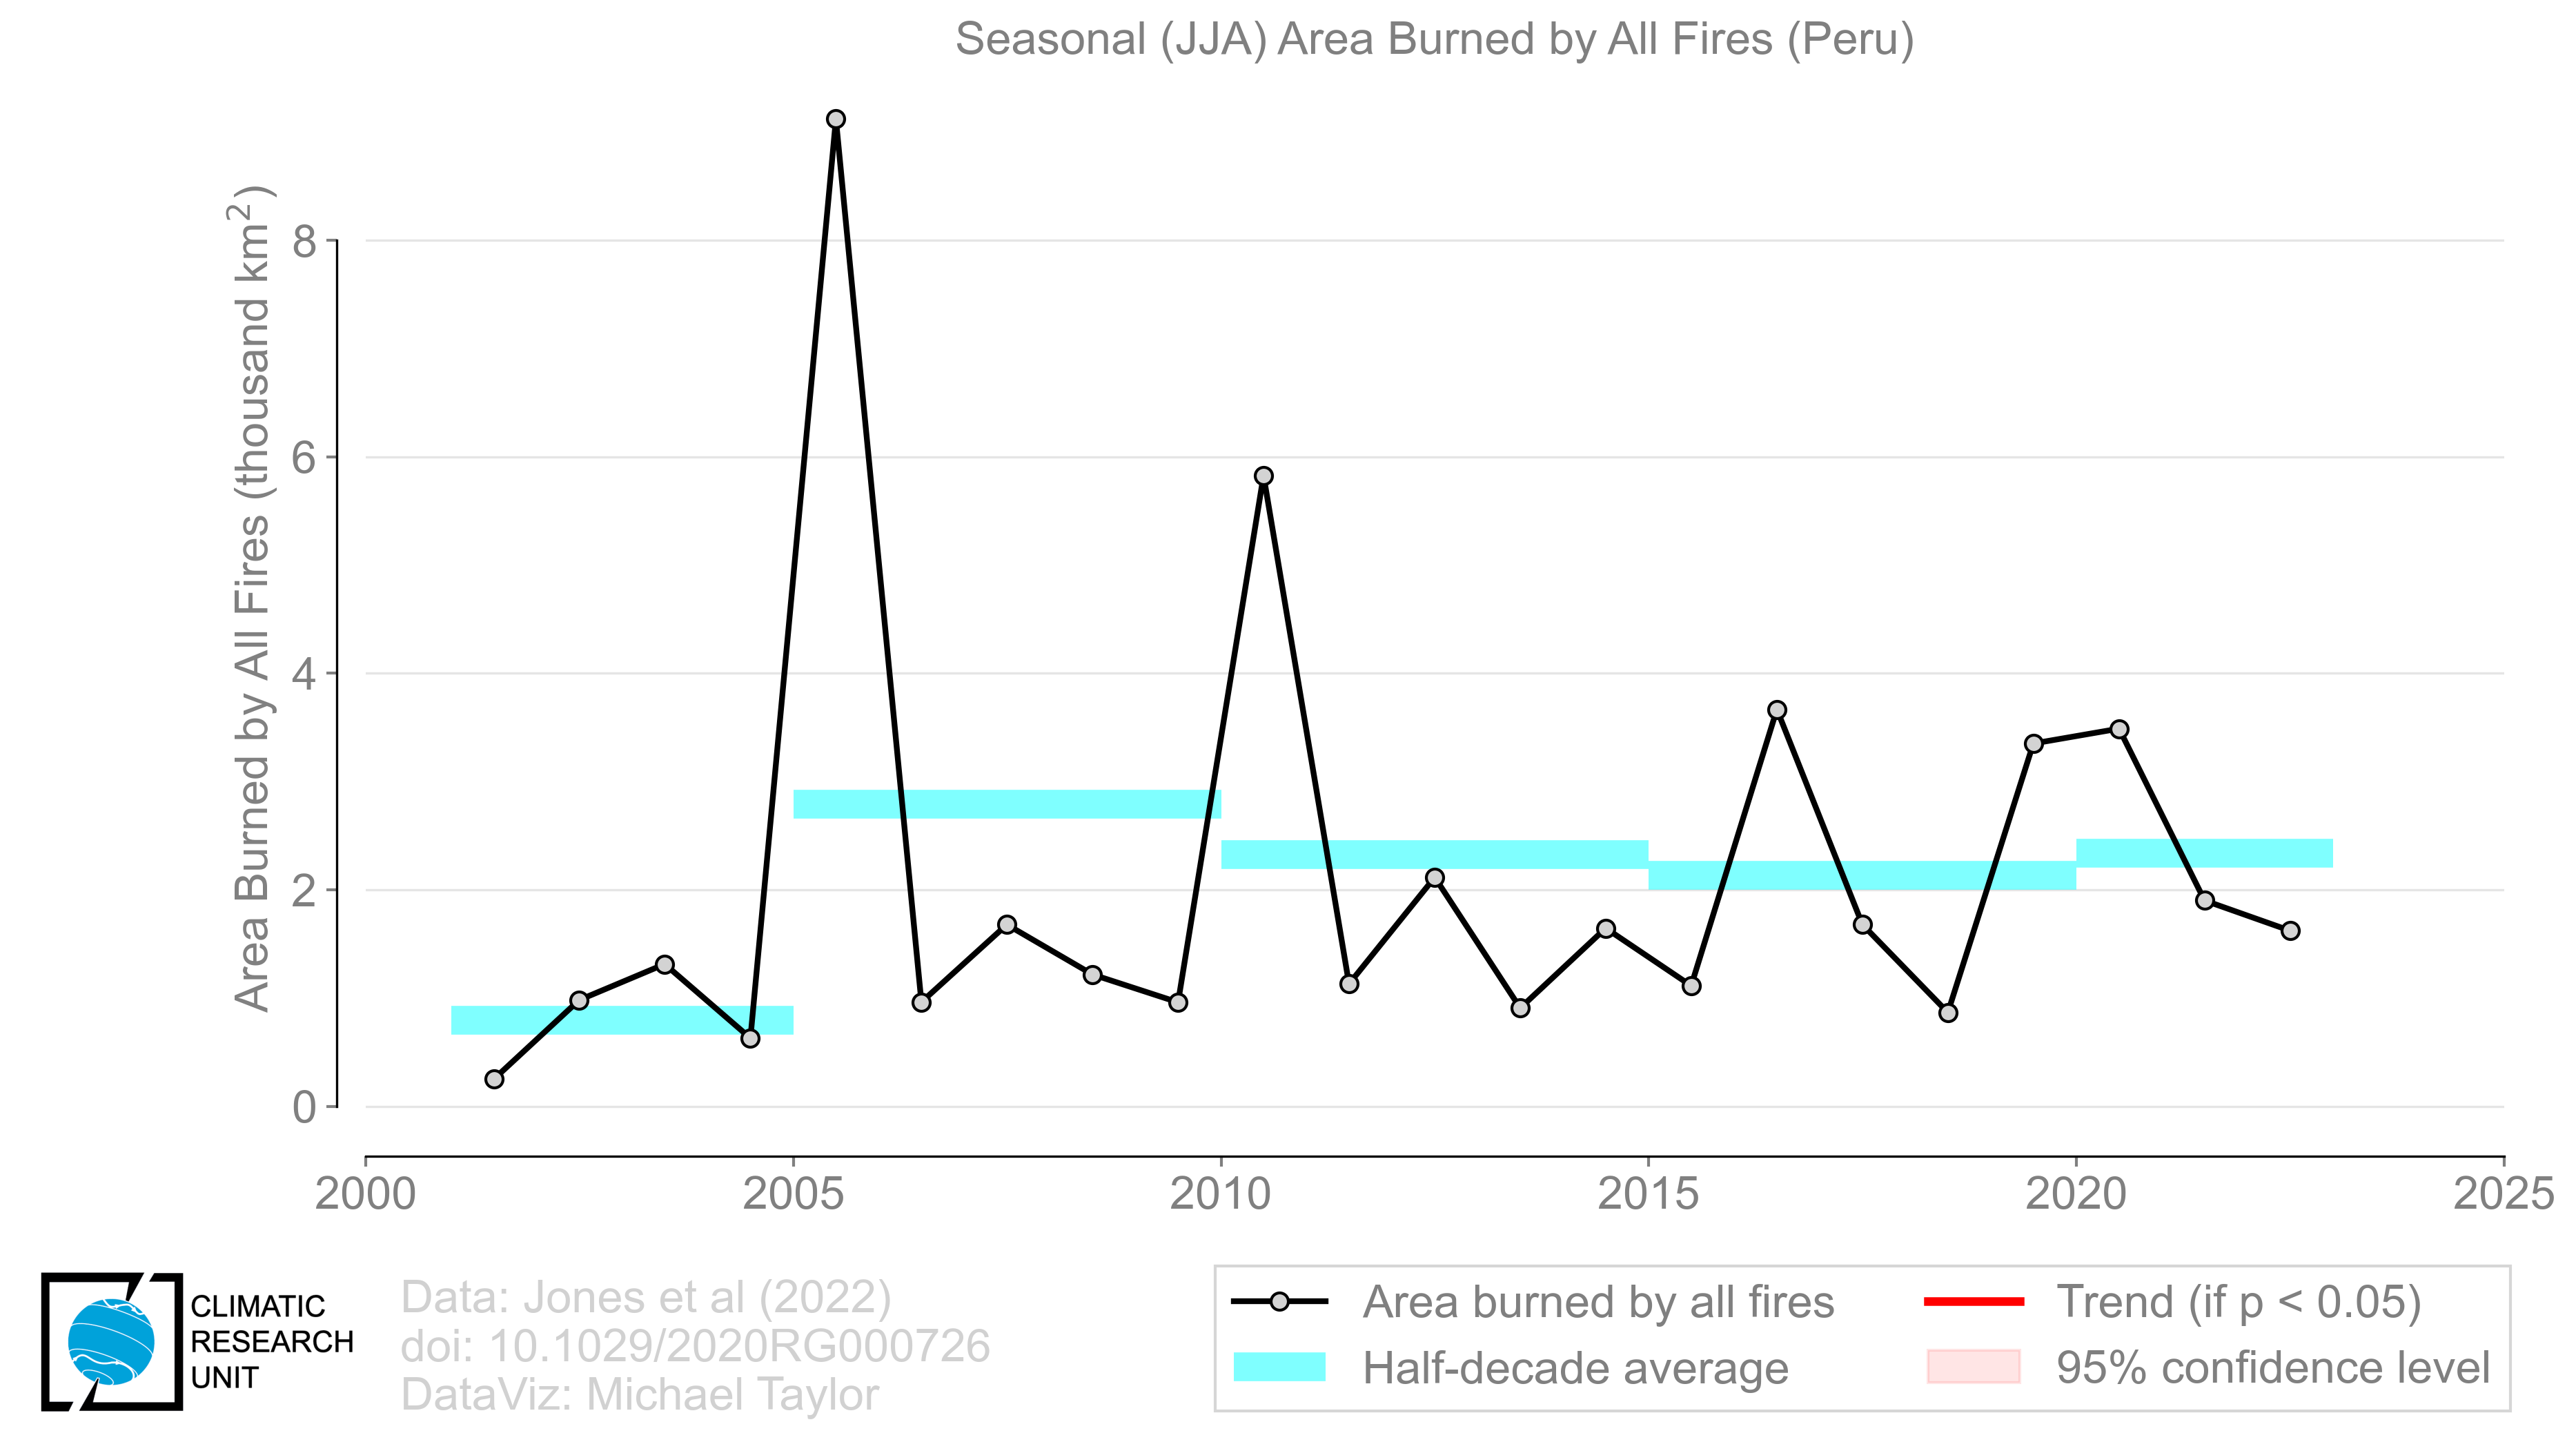 Seasonal (JJA) Area Burned by All Fires (Peru)
Area Burned by All Fires (thousand km²)
8
6
4
2
0
2000 2005 2010 2015 2020 2025
CLIMATIC
RESEARCH
UNIT
Data: Jones et al (2022)
doi: 10.1029/2020RG000726
DataViz: Michael Taylor
Area burned by all fires
Half-decade average
Trend (if p < 0.05)
95% confidence level